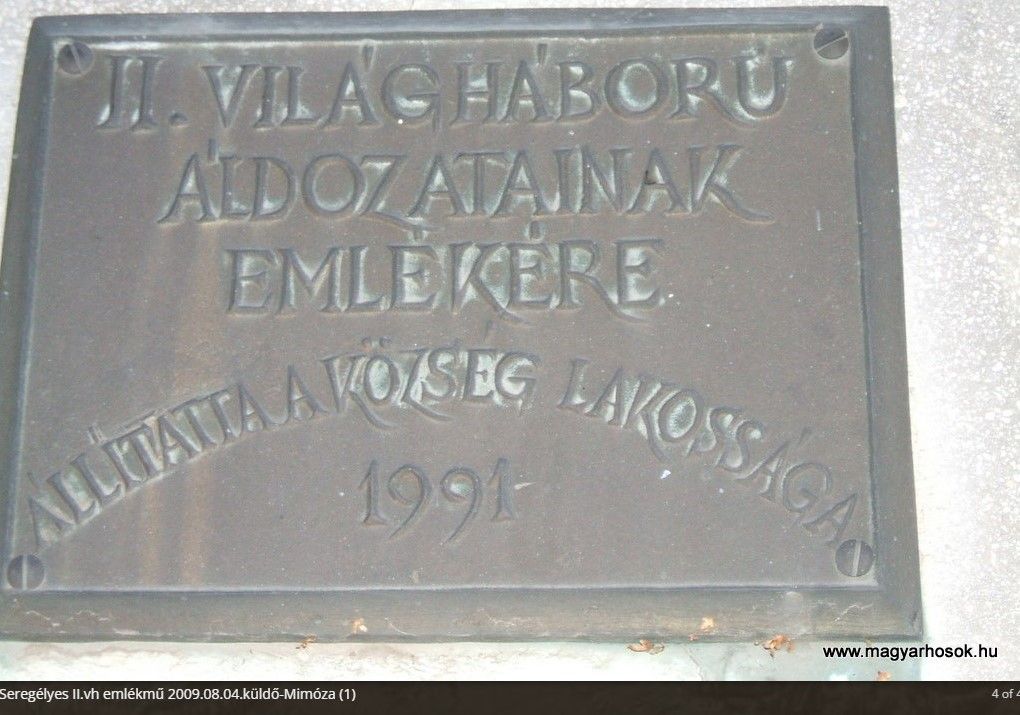 II. VILÁGHÁBORÚ
ÁLDOZATAINAK
EMLÉKÉRE
ÁLLÍTATTA A KÖZSÉG LAKOSSÁGA
1991
www.magyarhosok.hu
Seregélyes II.vh emlékmű 2009.08.04.küldő-Mimóza (1)
4 of 4